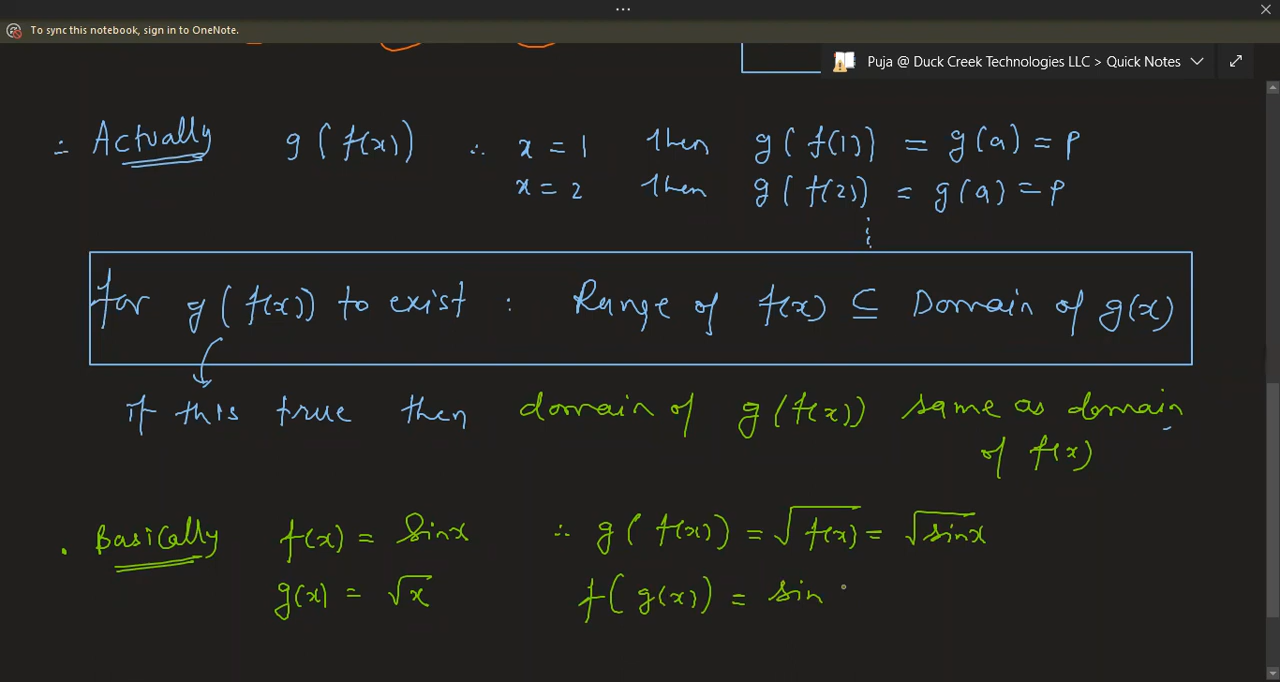 To sync this notebook, sign in to OneNote.
Puja @ Duck Creek Technologies LLC > Quick Notes
= Actually g(f(x)) ∴ x = 1 then g(f(1)) = g(a) = p
x = 2 then g(f(2)) = g(a) = p
for g(f(x)) to exist : Range of f(x) ⊆ Domain of g(x)
if this true then domain of g(f(x)) same as domain
of f(x)
. Basically f(x) = sinx ∴ g(f(x)) = √f(x) = √sinx
g(x) = √x f(g(x)) = sin